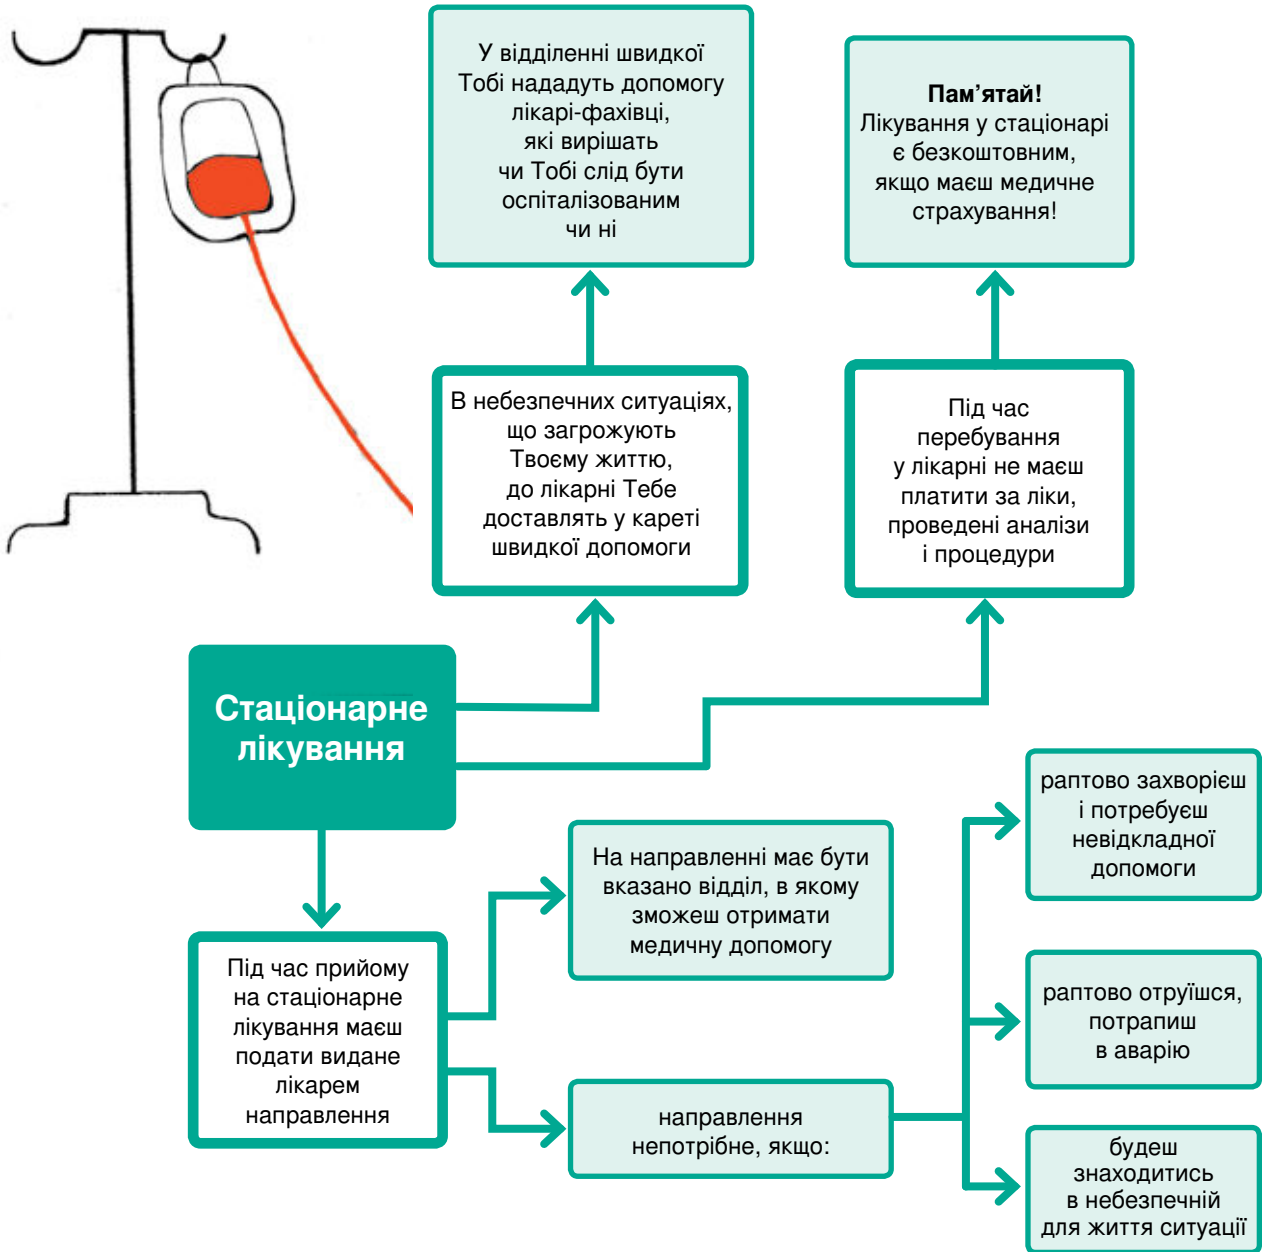 У відділенні швидкої
Тобі нададуть допомогу
лікарі-фахівці,
які вирішать
чи Тобі слід бути
оспіталізованим
чи ні
Пам’ятай!
Лікування у стаціонарі
є безкоштовним,
якщо маєш медичне
страхування!
В небезпечних ситуаціях,
що загрожують
Твоєму життю,
до лікарні Тебе
доставлять у кареті
швидкої допомоги
Під час
перебування
у лікарні не маєш
платити за ліки,
проведені аналізи
і процедури
Стаціонарне
лікування
Під час прийому
на стаціонарне
лікування маєш
подати видане
лікарем
направлення
На направленні має бути
вказано відділ, в якому
зможеш отримати
медичну допомогу
направлення
непотрібне, якщо:
раптово захворієш
і потребуєш
невідкладної
допомоги
раптово отруїшся,
потрапиш
в аварію
будеш
знаходитись
в небезпечній
для життя ситуації